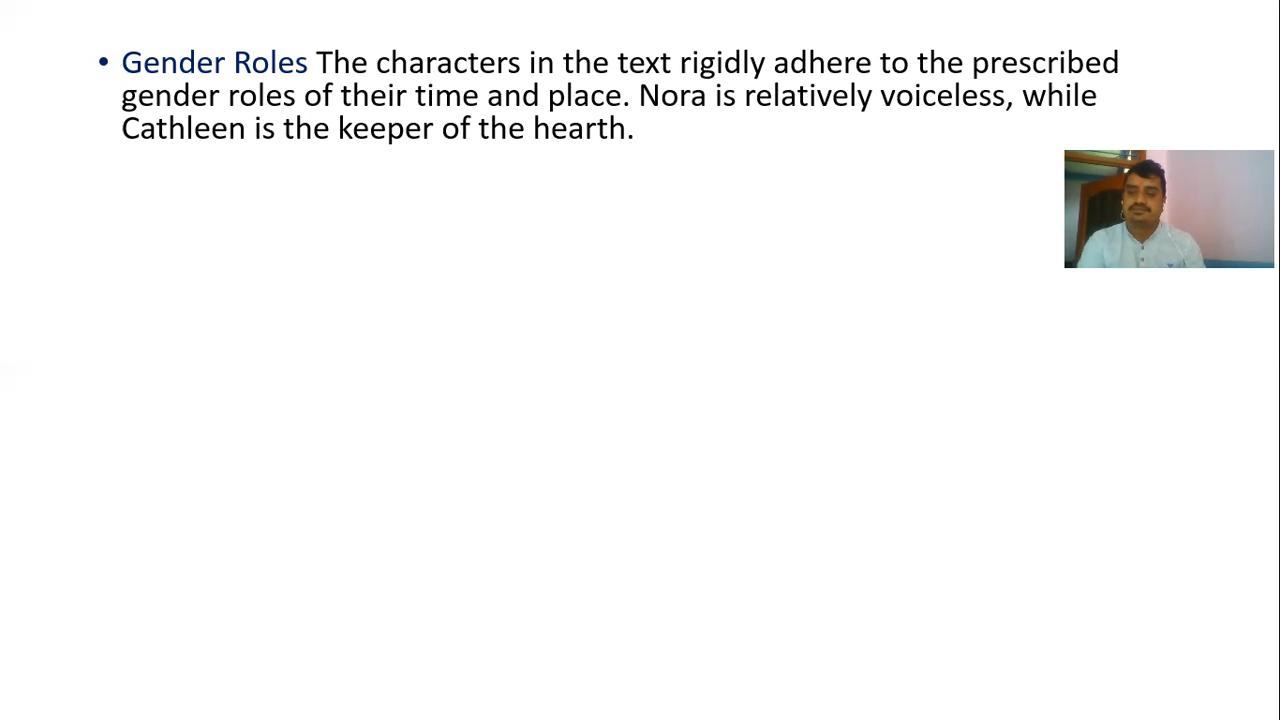 • Gender Roles The characters in the text rigidly adhere to the prescribed
gender roles of their time and place. Nora is relatively voiceless, while
Cathleen is the keeper of the hearth.